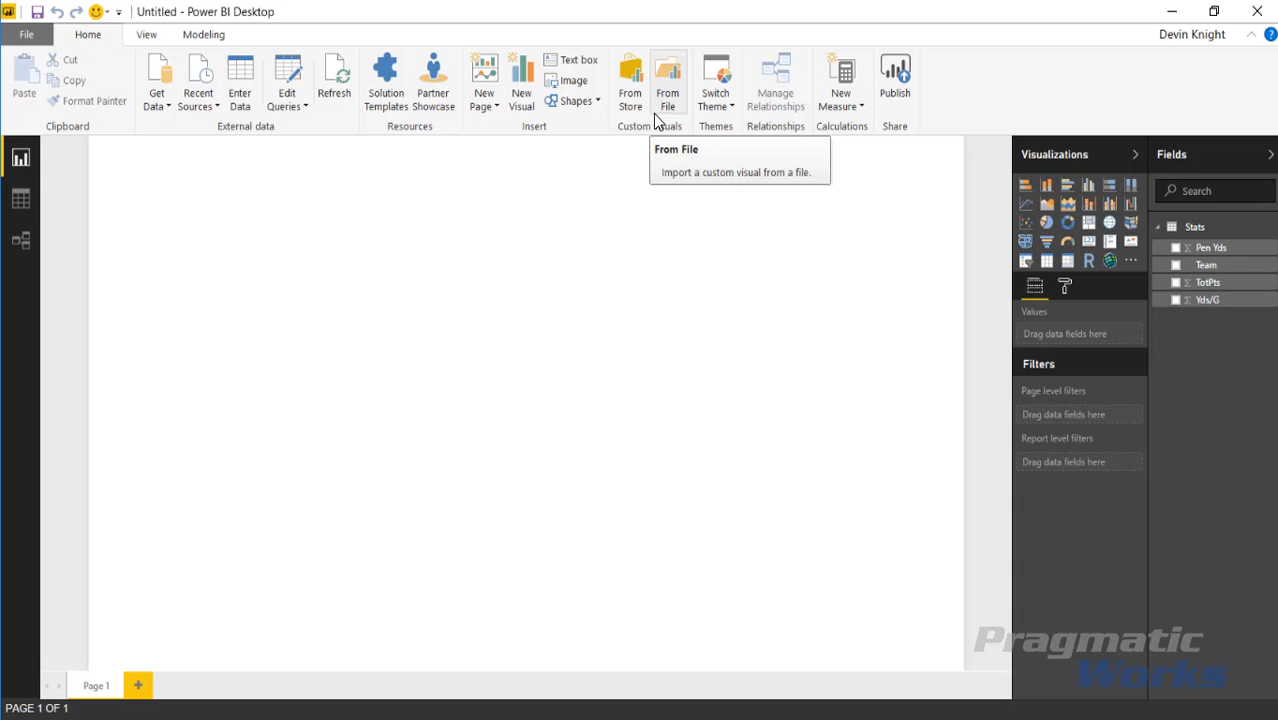 Untitled - Power BI Desktop
File Home View Modeling Devin Knight ?
Paste Cut Copy Format Painter
Get Data Recent Sources Enter Data Edit Queries Refresh
Solution Templates Partner Showcase
New Page New Visual Text box Image Shapes
From Store From File
Switch Theme Manage Relationships New Measure Publish
Clipboard External data Resources Insert Custom uals Themes Relationships Calculations Share
From File
Import a custom visual from a file.
Visualizations
R
Values
Drag data fields here
Filters
Page level filters
Drag data fields here
Report level filters
Drag data fields here
Fields
Search
Stats
Pen Yds
Team
TotPts
Yds/G
Pragmatic
Works
Page 1
PAGE 1 OF 1